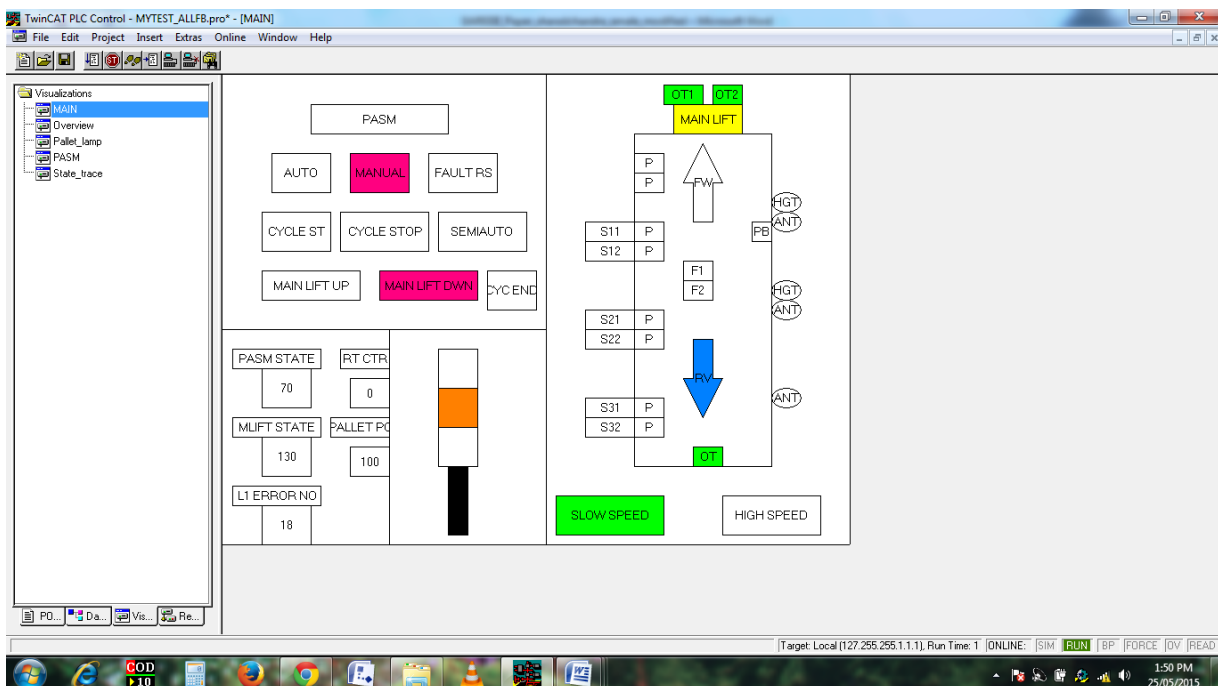 TwinCAT PLC Control - MYTEST_ALLFB.pro* - [MAIN]
File Edit Project Insert Extras Online Window Help
Visualizations
MAIN
Overview
Pallet_lamp
PASM
State_trace
PASM
AUTO MANUAL FAULT RS
CYCLE ST CYCLE STOP SEMIAUTO
MAIN LIFT UP MAIN LIFT DWN CYC END
PASM STATE RT CTR
70 0
MLIFT STATE PALLET PO
130 100
L1 ERROR NO
18
OT1 OT2
MAIN LIFT
P
P FW
HGT
S11 P PB ANT
S12 P
F1
F2 HGT
ANT
S21 P
S22 P
RV
ANT
S31 P
S32 P
OT
SLOW SPEED HIGH SPEED
PO... Da... Vis... Re...
Target: Local (127.255.255.1.1.1), Run Time: 1 ONLINE: SIM RUN BP FORCE OV READ
COD
10
1:50 PM
25/05/2015